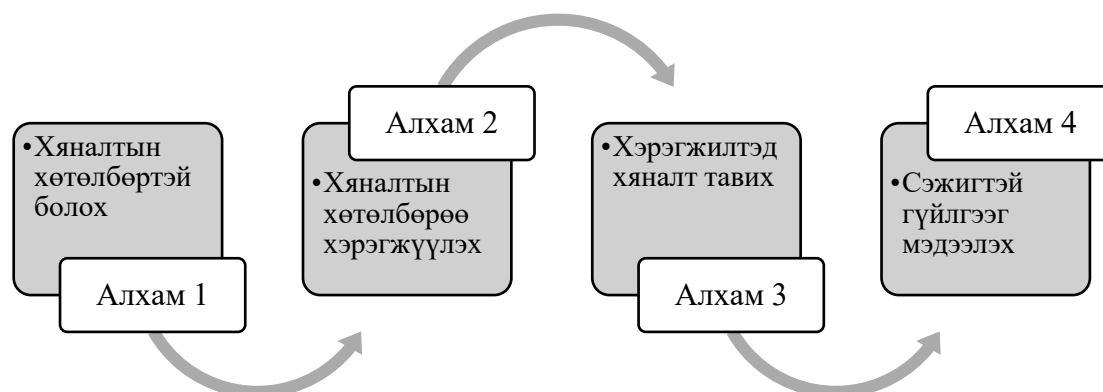 •Хяналтын
хөтөлбөртэй
болох
Алхам 1
Алхам 2
•Хяналтын
хөтөлбөрөө
хэрэгжүүлэх
•Хэрэгжилтэд
хяналт тавих
Алхам 3
Алхам 4
•Сэжигтэй
гүйлгээг
мэдээлэх